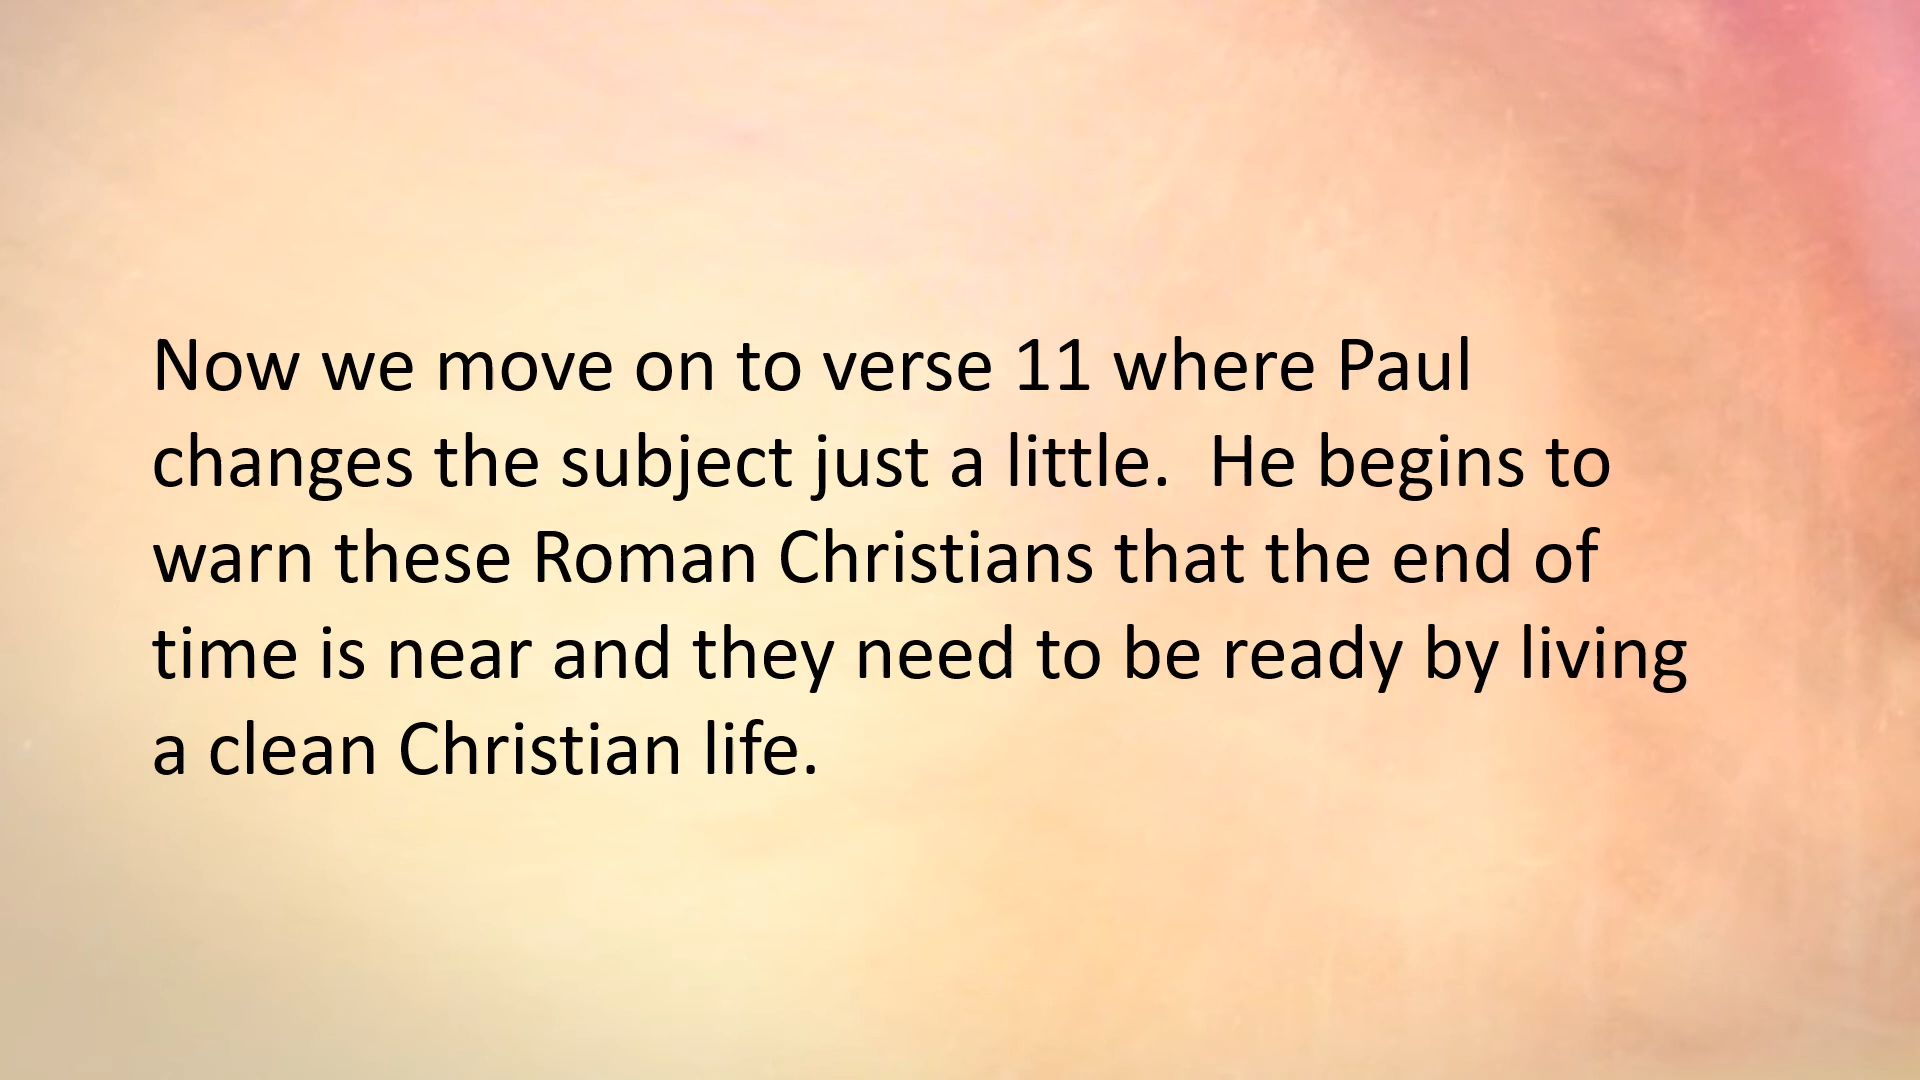 Now we move on to verse 11 where Paul
changes the subject just a little.  He begins to
warn these Roman Christians that the end of
time is near and they need to be ready by living
a clean Christian life.